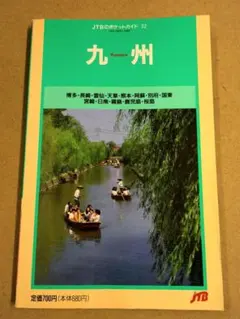 JTBのポケットガイド 12
九州
博多・長崎・雲仙・天草・熊本・阿蘇・別府・国東
宮崎・日南・霧島・鹿児島・桜島
定価700円(本体680円)
JTB